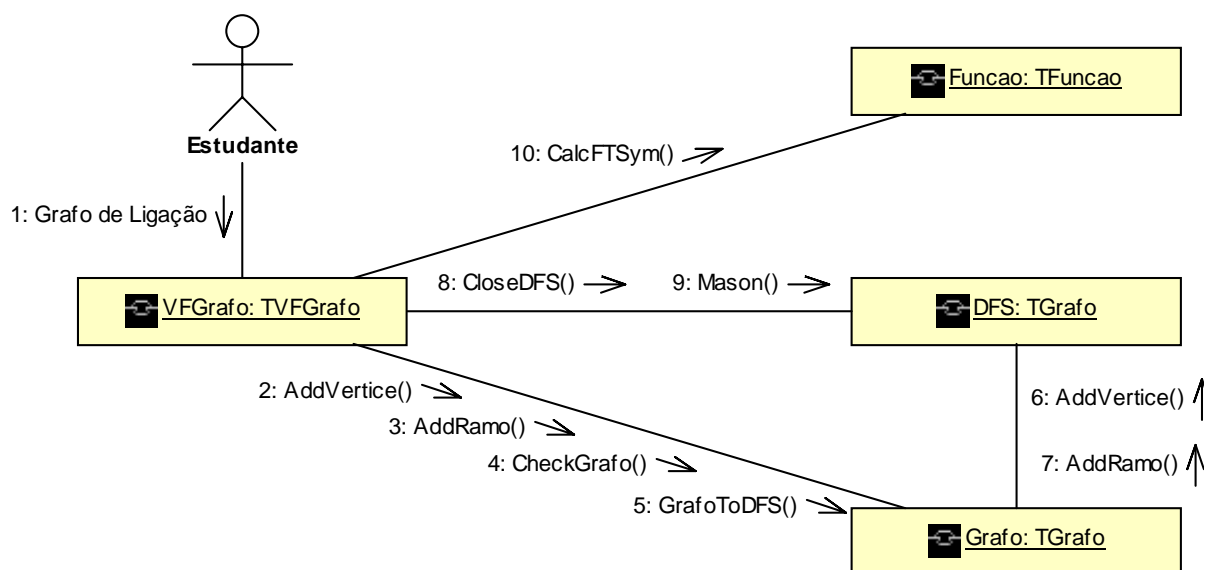 Funcao: TFuncao
Estudante
10: CalcFTSym()
1: Grafo de Ligação
8: CloseDFS()
9: Mason()
VFGrafo: TVFGrafo
DFS: TGrafo
2: AddVertice()
6: AddVertice()
3: AddRamo()
4: CheckGrafo()
7: AddRamo()
5: GrafoToDFS()
Grafo: TGrafo